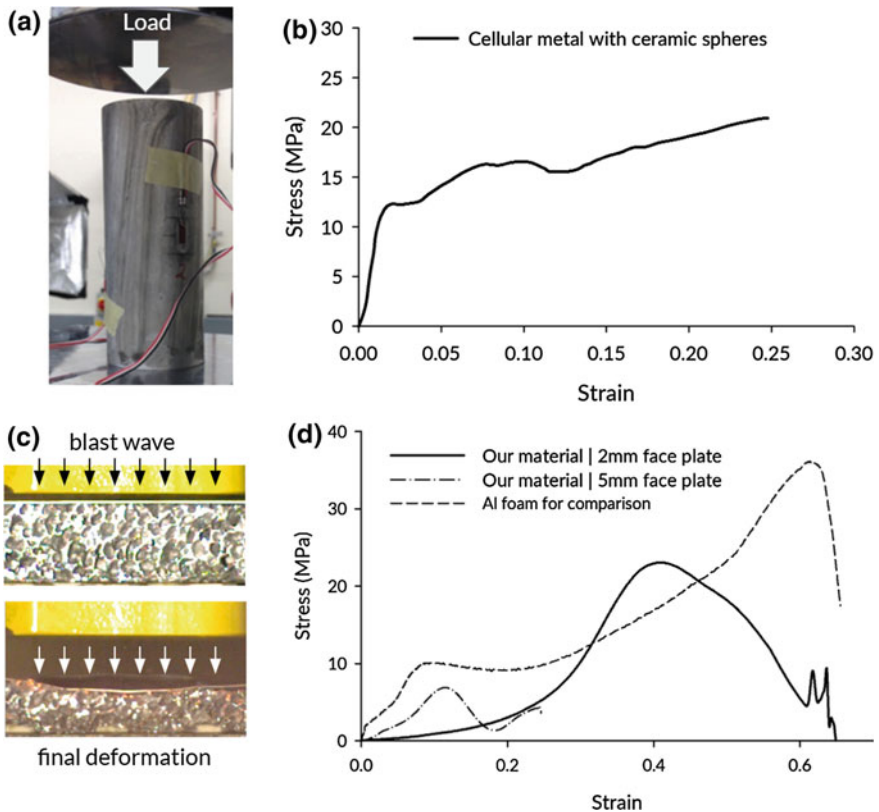 (a)
Load
(b)
Cellular metal with ceramic spheres
30
25
20
15
10
5
0
Stress (MPa)
0.00 0.05 0.10 0.15 0.20 0.25 0.30
Strain
(c)
blast wave
final deformation
(d)
Our material | 2mm face plate
Our material | 5mm face plate
Al foam for comparison
40
30
20
10
0
Stress (MPa)
0.0 0.2 0.4 0.6
Strain